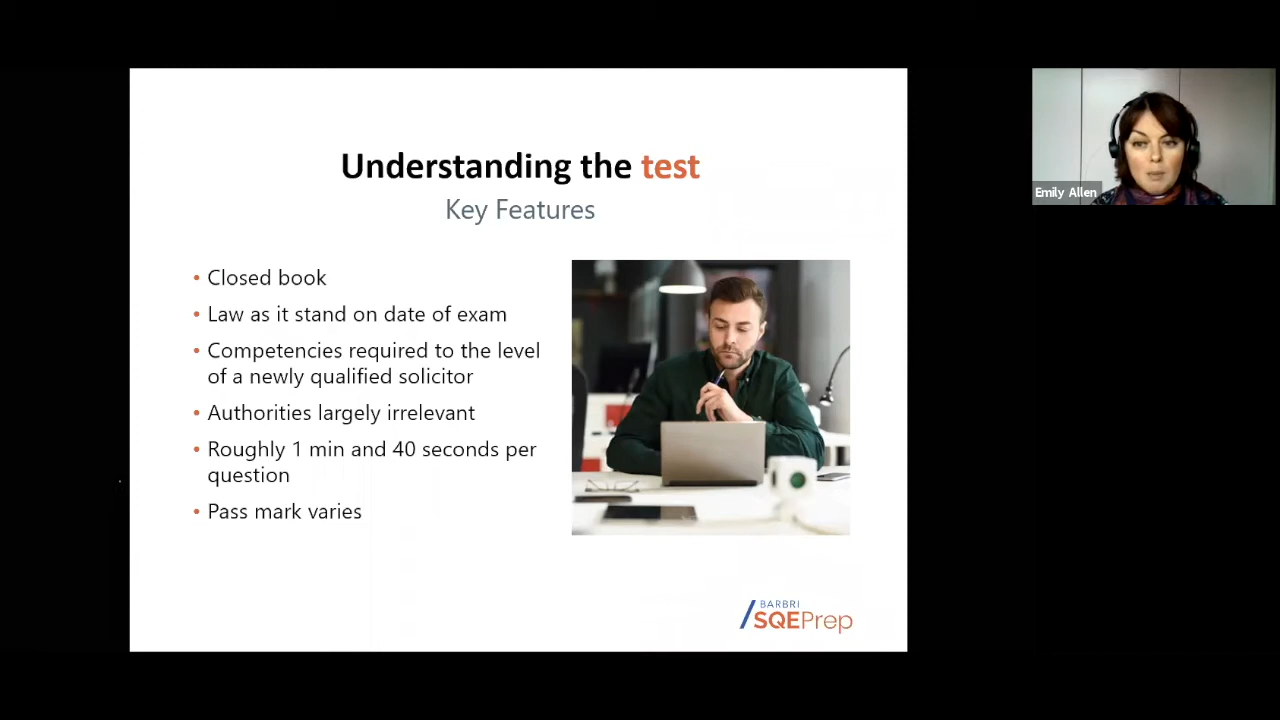 Understanding the test
Key Features
• Closed book
• Law as it stand on date of exam
• Competencies required to the level
of a newly qualified solicitor
• Authorities largely irrelevant
• Roughly 1 min and 40 seconds per
question
• Pass mark varies
BARBRI
SQEPrep
Emily Allen